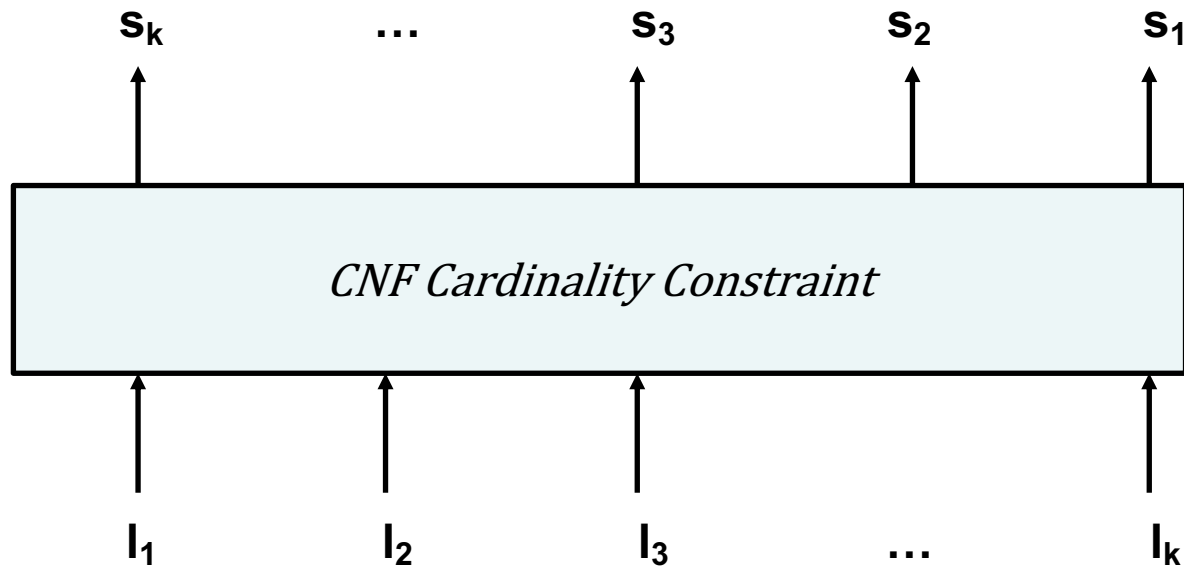 sₖ … s₃ s₂ s₁
CNF Cardinality Constraint
l₁ l₂ l₃ … lₖ